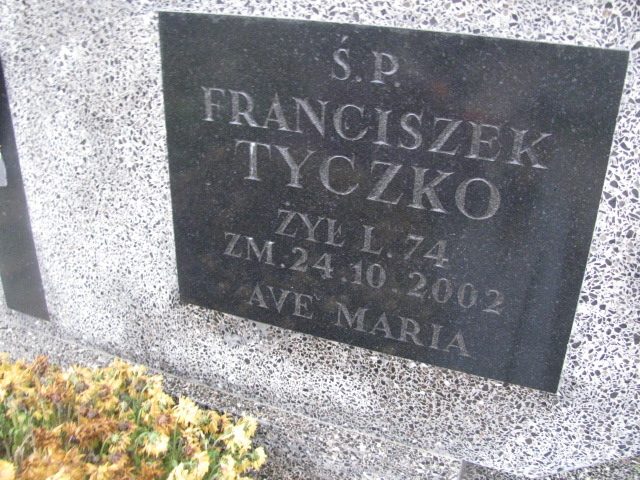 Ś.P.
FRANCISZEK
TYCZKO
ŻYŁ L. 74
ZM. 24.10.2002
AVE MARIA